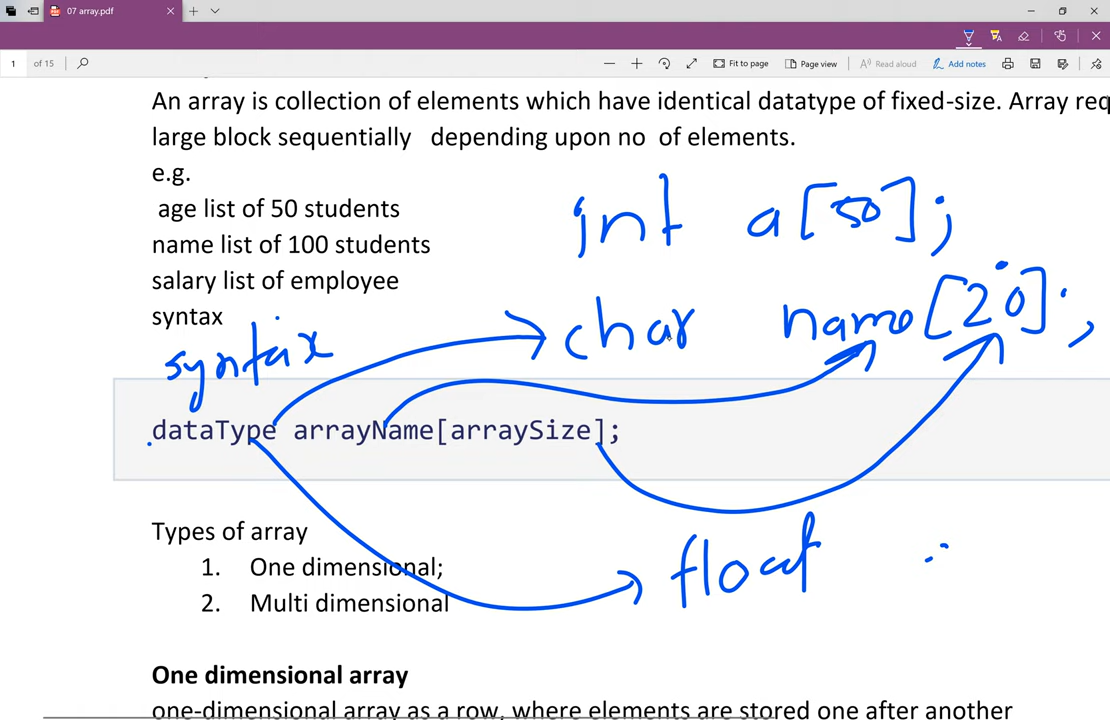 07 array.pdf
1 of 15 Fit to page Page view Read aloud Add notes
An array is collection of elements which have identical datatype of fixed-size. Array req
large block sequentially depending upon no of elements.
e.g.
age list of 50 students
int a[50];
name list of 100 students
salary list of employee
char name[20];
syntax
syntax
dataType arrayName[arraySize];
Types of array
1. One dimensional;
float
2. Multi dimensional
One dimensional array
one-dimensional array as a row, where elements are stored one after another